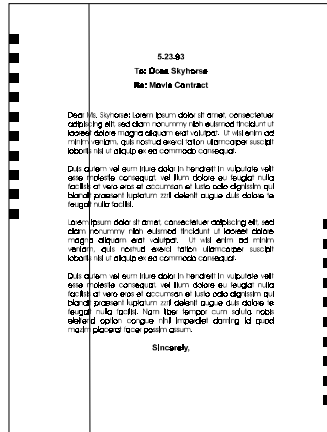 5-23-93
To: Dona Skyhorse
Re: Movie Contract
Dear Ms. Skyhorse: Lorem ipsum dolor sit amet, consectetuer
adipiscing elit, sed diam nonummy nibh euismod tincidunt ut
laoreet dolore magna aliquam erat volutpat. Ut wisi enim ad
minim veniam, quis nostrud exerci tation ullamcorper suscipit
lobortis nisl ut aliquip ex ea commodo consequat.
Duis autem vel eum iriure dolor in hendrerit in vulputate velit
esse molestie consequat, vel illum dolore eu feugiat nulla
facilisis at vero eros et accumsan et iusto odio dignissim qui
blandit praesent luptatum zzril delenit augue duis dolore te
feugait nulla facilisi.
Lorem ipsum dolor sit amet, consectetuer adipiscing elit, sed
diam nonummy nibh euismod tincidunt ut laoreet dolore
magna aliquam erat volutpat. Ut wisi enim ad minim
veniam, quis nostrud exerci tation ullamcorper suscipit
lobortis nisl ut aliquip ex ea commodo consequat.
Duis autem vel eum iriure dolor in hendrerit in vulputate velit
esse molestie consequat, vel illum dolore eu feugiat nulla
facilisis at vero eros et accumsan et iusto odio dignissim qui
blandit praesent luptatum zzril delenit augue duis dolore te
feugait nulla facilisi. Nam liber tempor cum soluta nobis
eleifend option congue nihil imperdiet doming id quod
mazim placerat facer possim assum.
Sincerely,